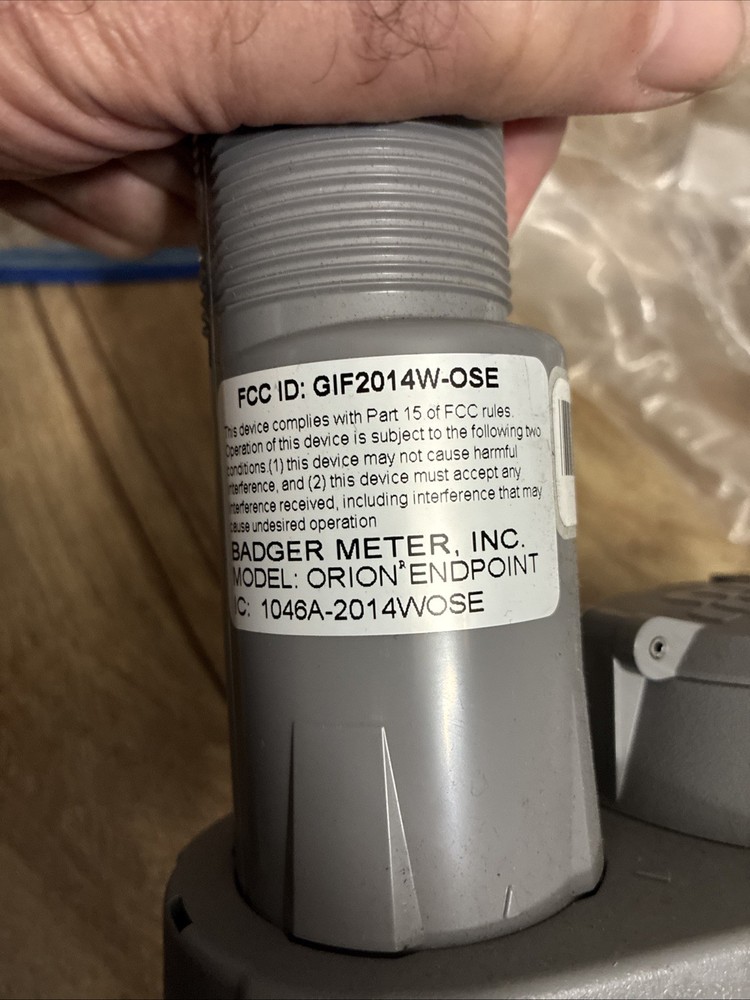 FCC ID: GIF2014W-OSE
This device complies with Part 15 of FCC rules.
Operation of this device is subject to the following two
conditions.(1) this device may not cause harmful
interference, and (2) this device must accept any
interference received, including interference that may
cause undesired operation
BADGER METER, INC.
MODEL: ORION® ENDPOINT
IC: 1046A-2014WOSE